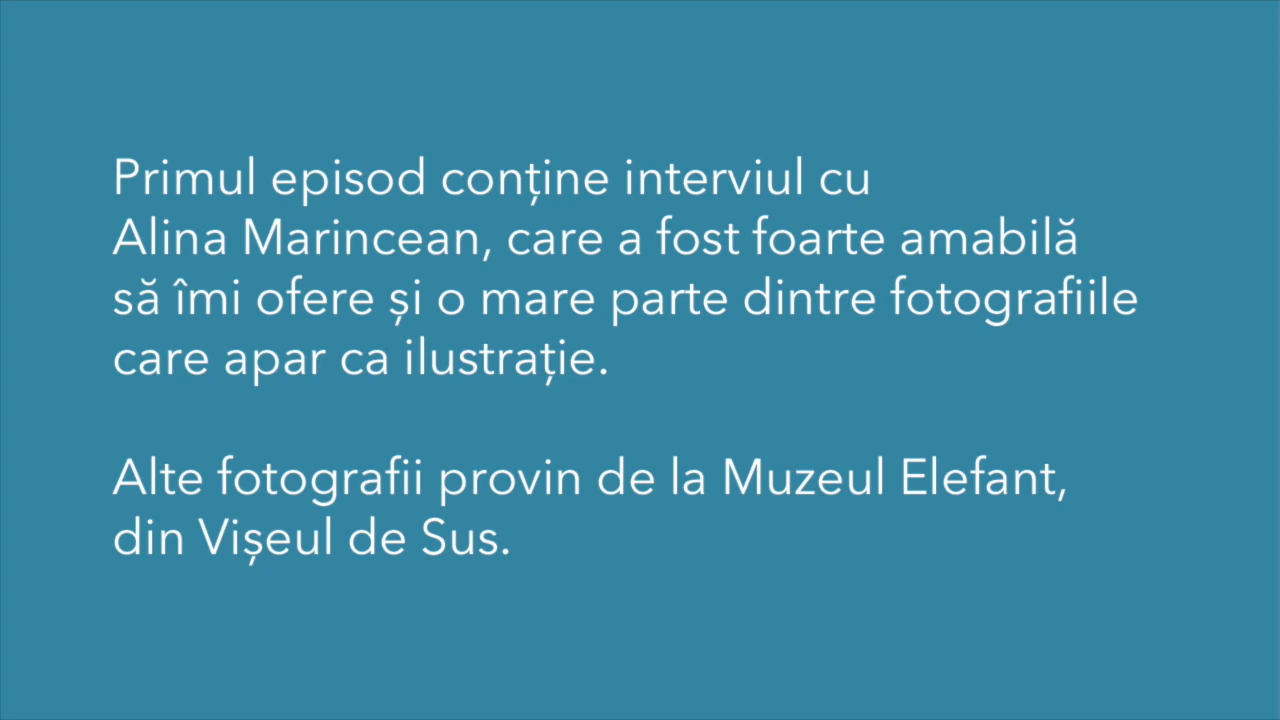 Primul episod conține interviul cu
Alina Marincean, care a fost foarte amabilă
să îmi ofere și o mare parte dintre fotografiile
care apar ca ilustrație.
Alte fotografii provin de la Muzeul Elefant,
din Vișeul de Sus.